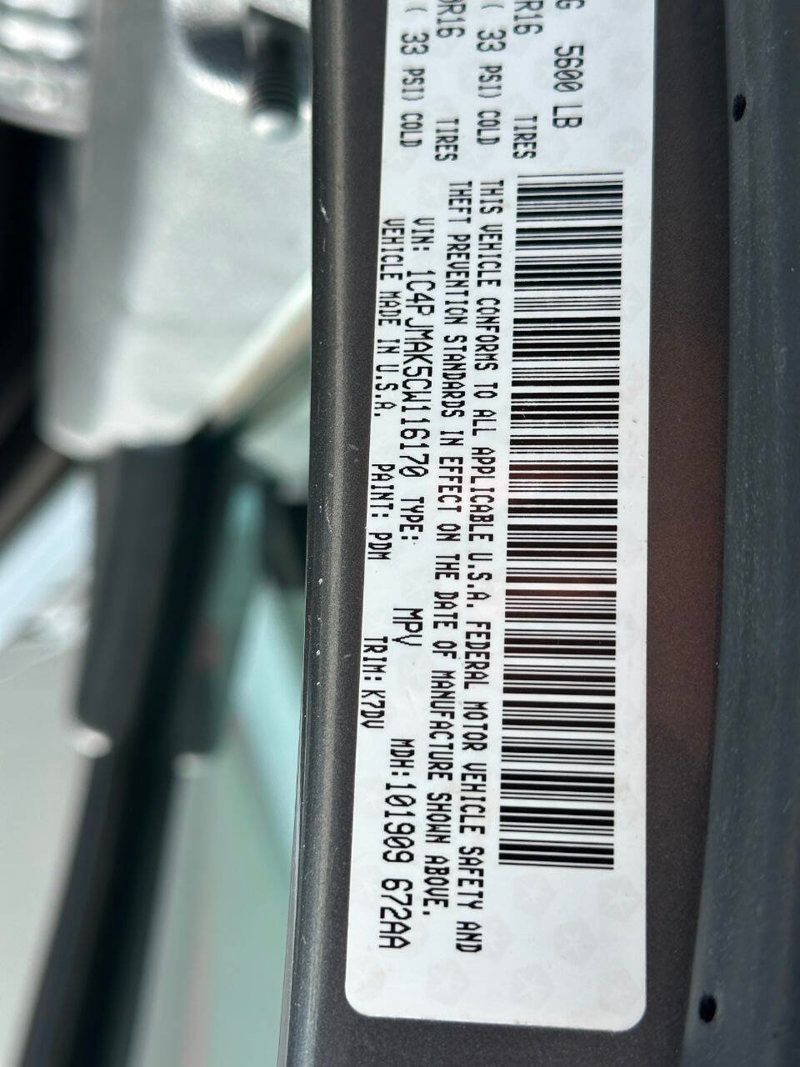 G 5600 LB
R16 TIRES
( 33 PSI) COLD
0R16 TIRES
( 33 PSI) COLD
THIS VEHICLE CONFORMS TO ALL APPLICABLE U.S.A. FEDERAL MOTOR VEHICLE SAFETY AND
THEFT PREVENTION STANDARDS IN EFFECT ON THE DATE OF MANUFACTURE SHOWN ABOVE.
VIN: 1C4PJMAK5CW116170 TYPE: MPV MDH:101909 672AA
VEHICLE MADE IN U.S.A. PAINT: PDM TRIM: K7DV